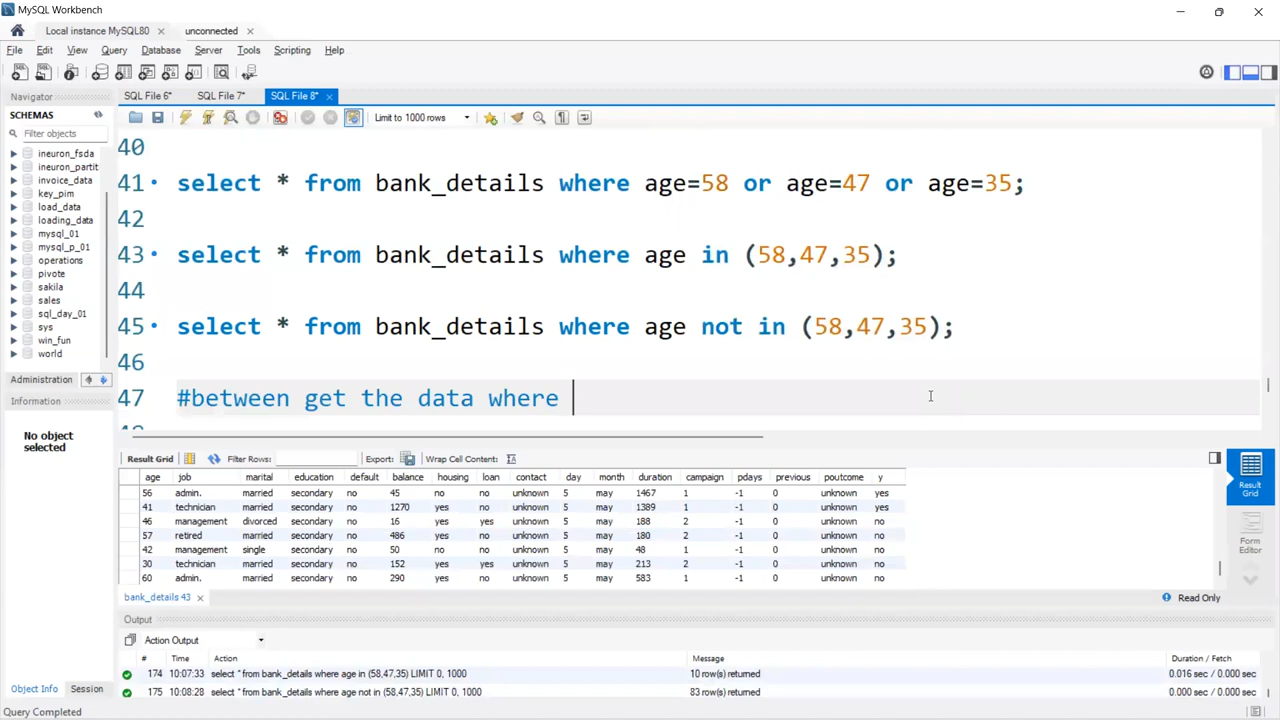 MySQL Workbench
Local instance MySQL80
unconnected
File Edit View Query Database Server Tools Scripting Help
Navigator
SCHEMAS
Filter objects
ineuron_fsda
ineuron_partit
invoice_data
key_pim
load_data
loading_data
mysql_01
mysql_p_01
operations
pivote
sakila
sales
sql_day_01
sys
win_fun
world
Administration
Information
No object
selected
Object Info Session
Query Completed
SQL File 6* SQL File 7* SQL File 8*
Limit to 1000 rows
40
41 select * from bank_details where age=58 or age=47 or age=35;
42
43 select * from bank_details where age in (58,47,35);
44
45 select * from bank_details where age not in (58,47,35);
46
47 #between get the data where
Result Grid Filter Rows: Export: Wrap Cell Contents:
age job marital education default balance housing loan contact day month duration campaign pdays previous poutcome y
56 admin. married secondary no 45 no no unknown 5 may 1467 1 -1 0 unknown yes
41 technician married secondary no 1270 yes no unknown 5 may 1389 1 -1 0 unknown yes
46 management divorced secondary no 16 yes yes unknown 5 may 188 2 -1 0 unknown no
57 retired married secondary no 486 yes no unknown 5 may 180 2 -1 0 unknown no
42 management single secondary no 50 no no unknown 5 may 48 1 -1 0 unknown no
30 technician married secondary no 152 yes yes unknown 5 may 213 2 -1 0 unknown no
60 admin. married secondary no 290 yes no unknown 5 may 583 1 -1 0 unknown no
Result
Grid
Form
Editor
bank_details 43
Read Only
Output
Action Output
# Time Action Message Duration / Fetch
174 10:07:33 select * from bank_details where age in (58,47,35) LIMIT 0, 1000 10 row(s) returned 0.016 sec / 0.000 sec
175 10:08:28 select * from bank_details where age not in (58,47,35) LIMIT 0, 1000 83 row(s) returned 0.000 sec / 0.000 sec